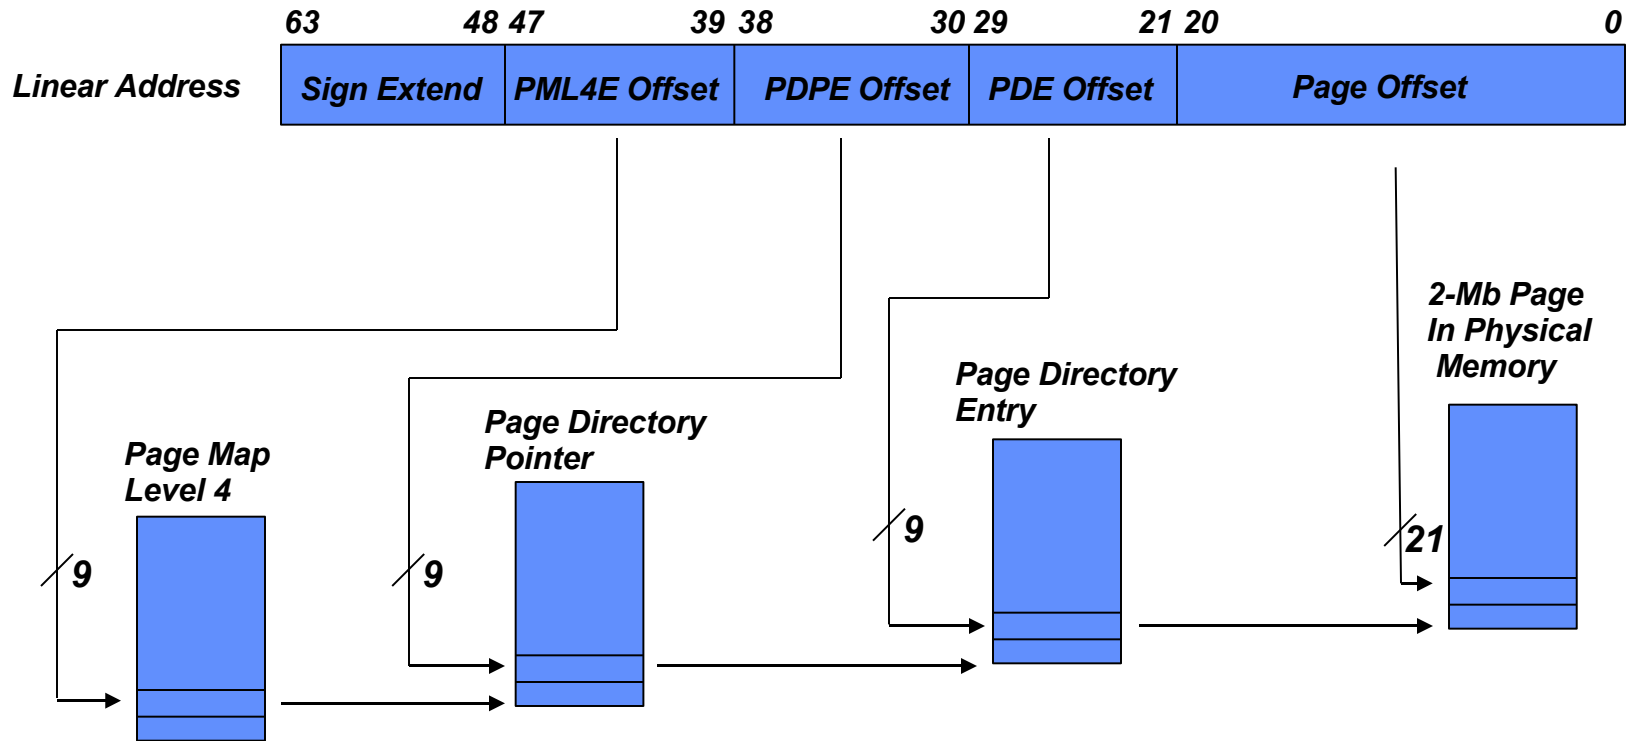 63 48 47 39 38 30 29 21 20 0
Linear Address Sign Extend PML4E Offset PDPE Offset PDE Offset Page Offset
2-Mb Page
In Physical
Memory
Page Directory
Entry
Page Directory
Pointer
Page Map
Level 4
9
9
9
21